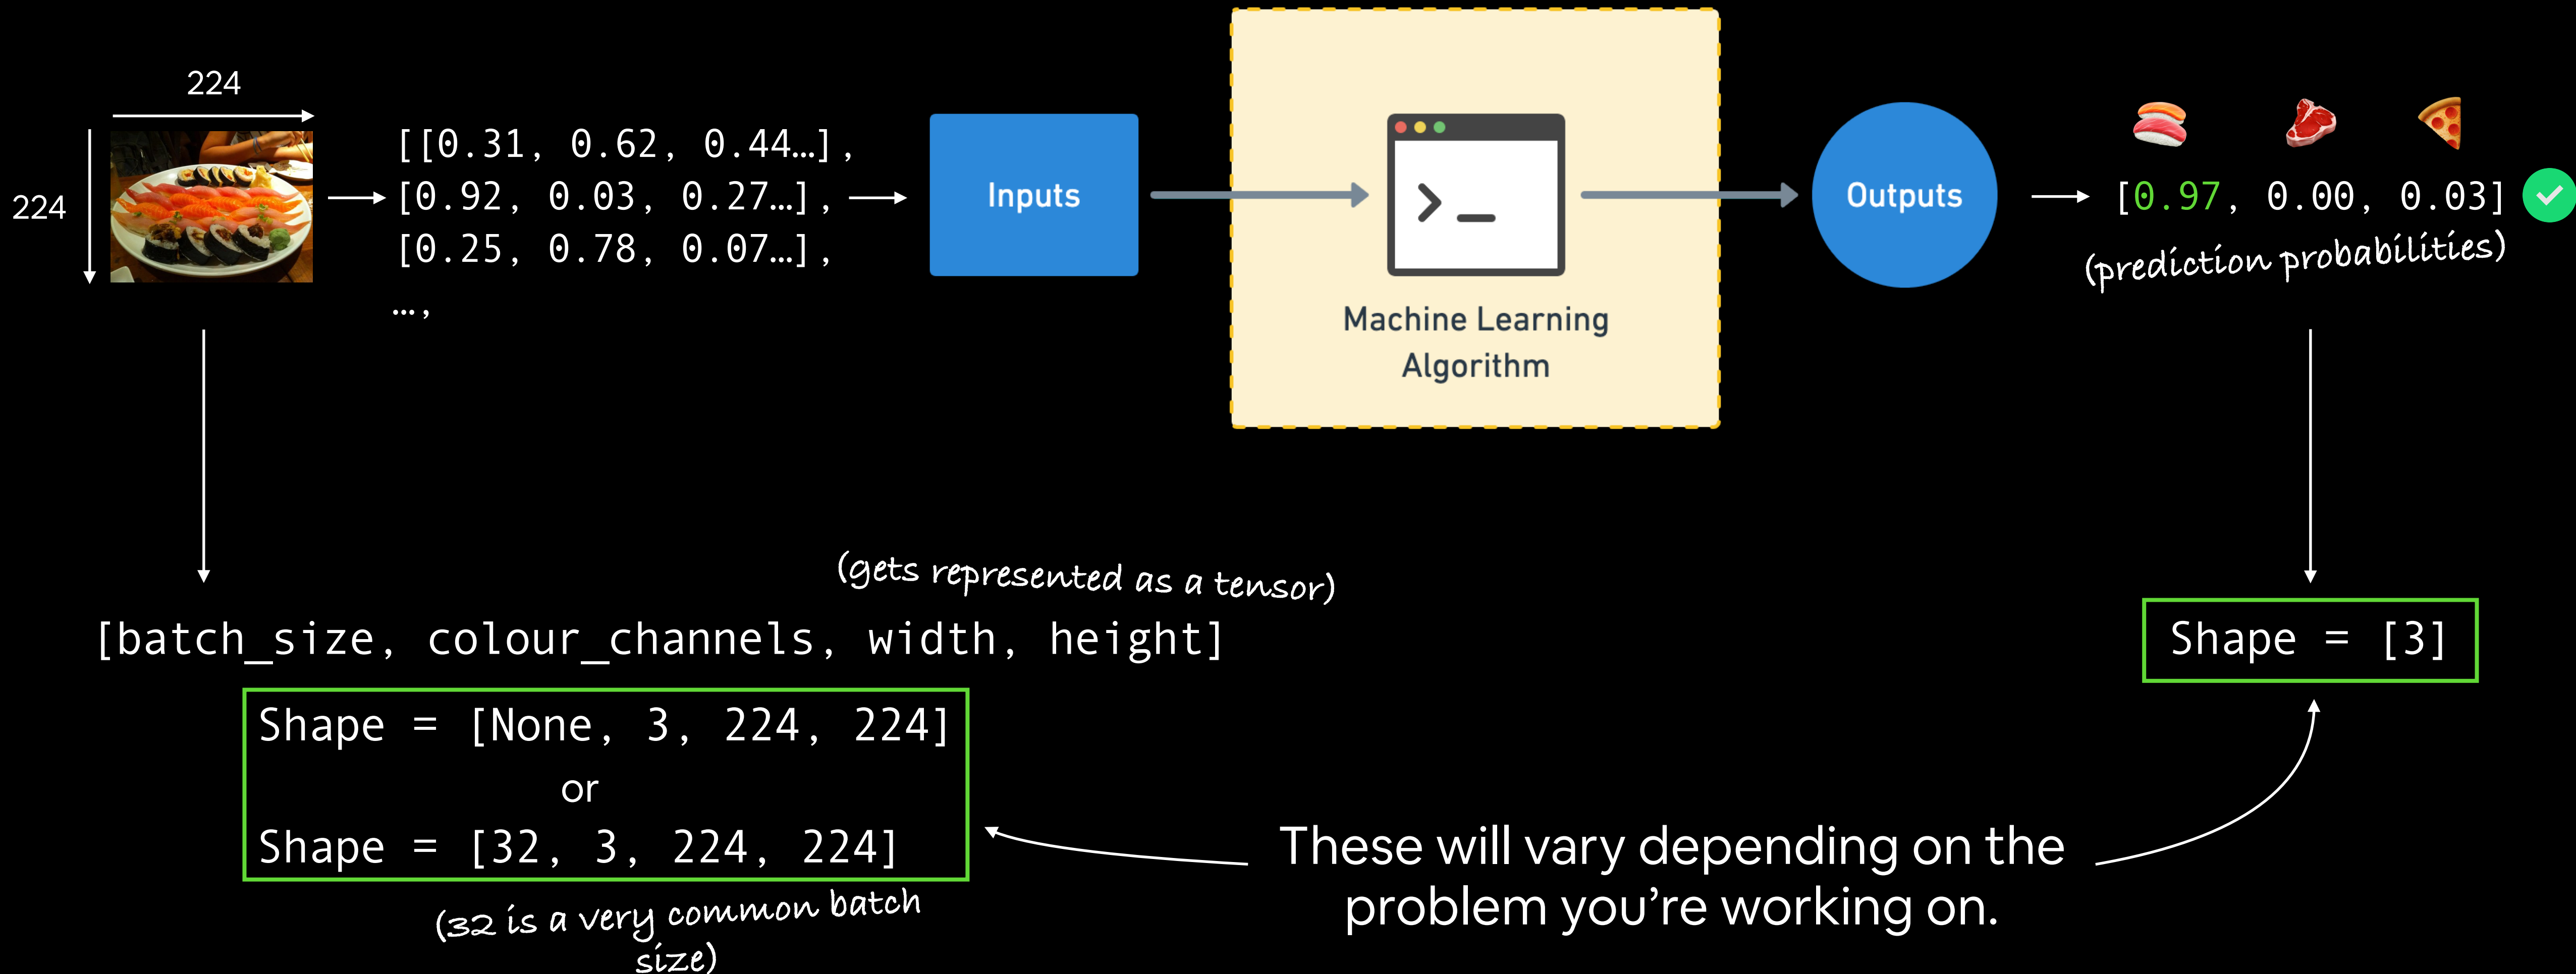 224
224
[[0.31, 0.62, 0.44…],
[0.92, 0.03, 0.27…],
[0.25, 0.78, 0.07…],
…,
Inputs
Machine Learning
Algorithm
Outputs
[0.97, 0.00, 0.03]
(prediction probabilities)
(gets represented as a tensor)
[batch_size, colour_channels, width, height]
Shape = [None, 3, 224, 224]
or
Shape = [32, 3, 224, 224]
(32 is a very common batch
size)
Shape = [3]
These will vary depending on the
problem you’re working on.